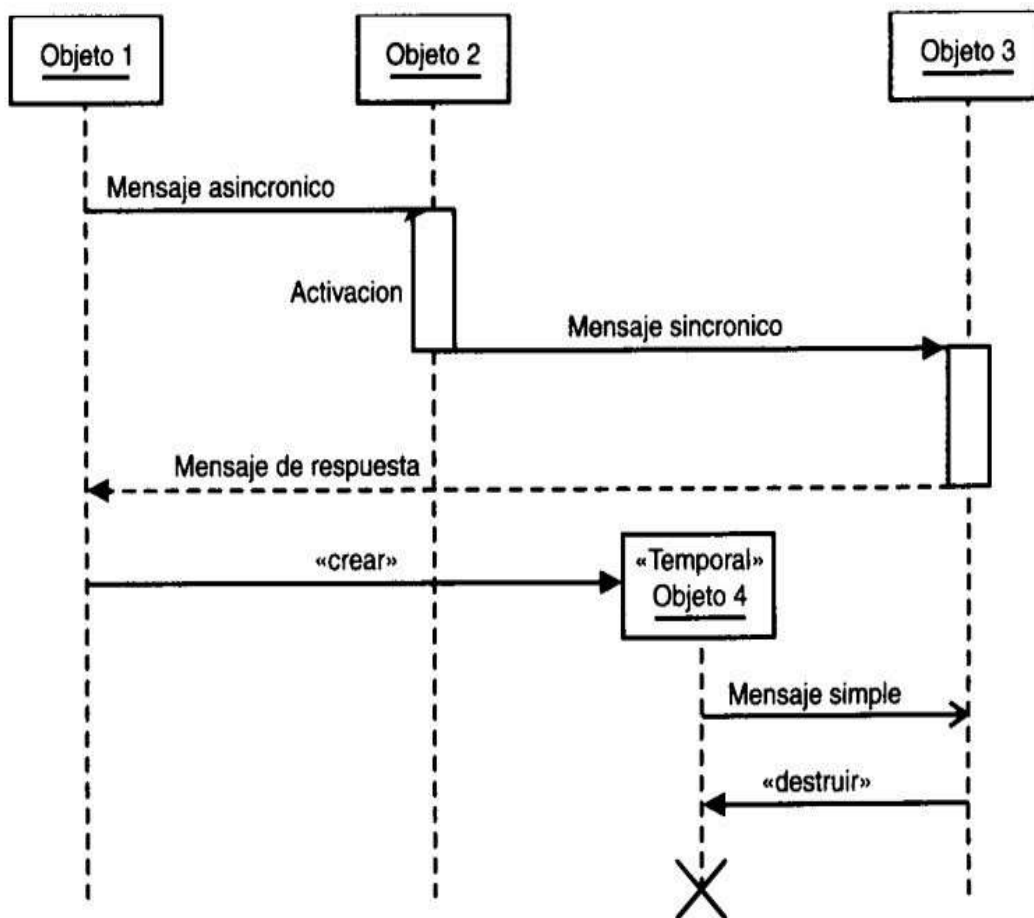 Objeto 1
Objeto 2
Objeto 3
Mensaje asincronico
Activacion
Mensaje sincronico
Mensaje de respuesta
«crear»
«Temporal»
Objeto 4
Mensaje simple
«destruir»